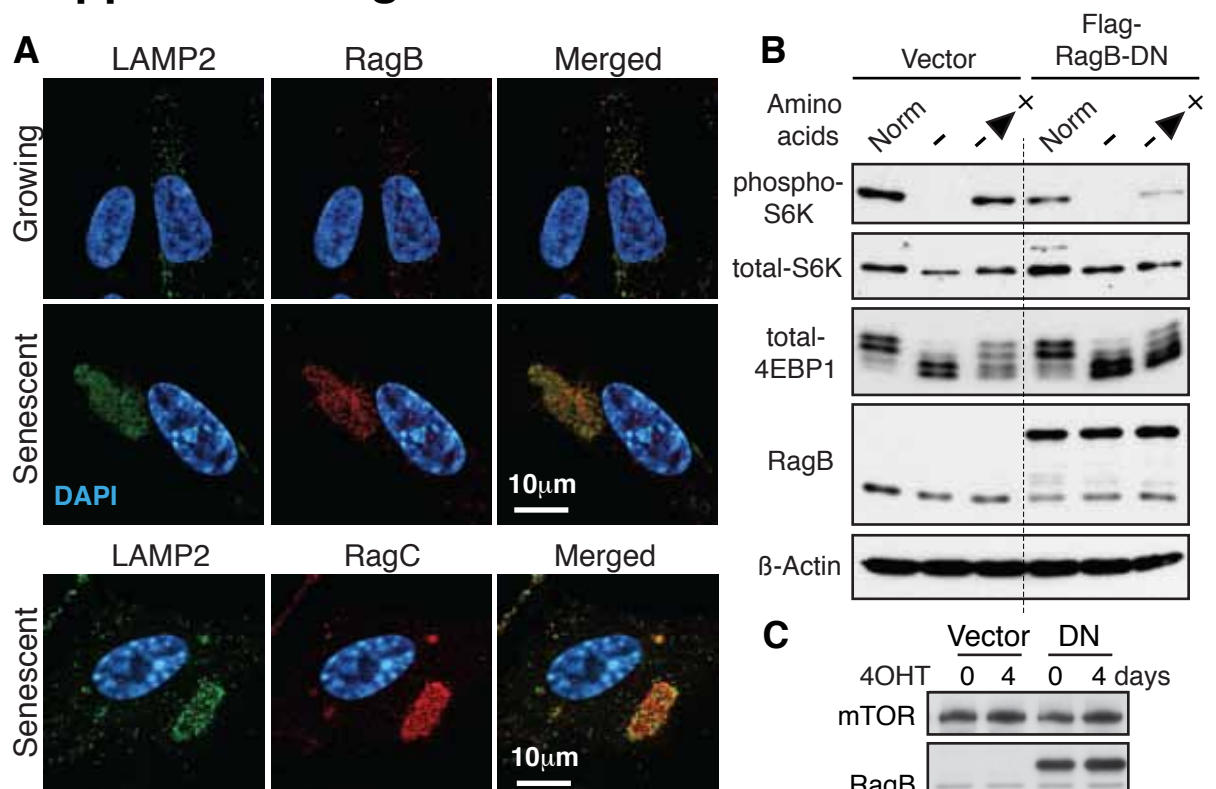 A
LAMP2 RagB Merged
Growing
Senescent
DAPI
10μm
LAMP2 RagC Merged
Senescent
10μm
B
Vector
Flag-
RagB-DN
Amino
acids
Norm - - + Norm - - +
phospho-
S6K
total-S6K
total-
4EBP1
RagB
ß-Actin
C
Vector DN
4OHT 0 4 0 4 days
mTOR
RagB